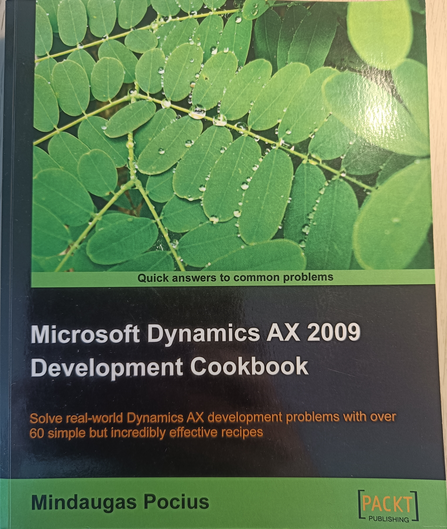 Quick answers to common problems
Microsoft Dynamics AX 2009
Development Cookbook
Solve real-world Dynamics AX development problems with over
60 simple but incredibly effective recipes
Mindaugas Pocius
[PACKT]
PUBLISHING